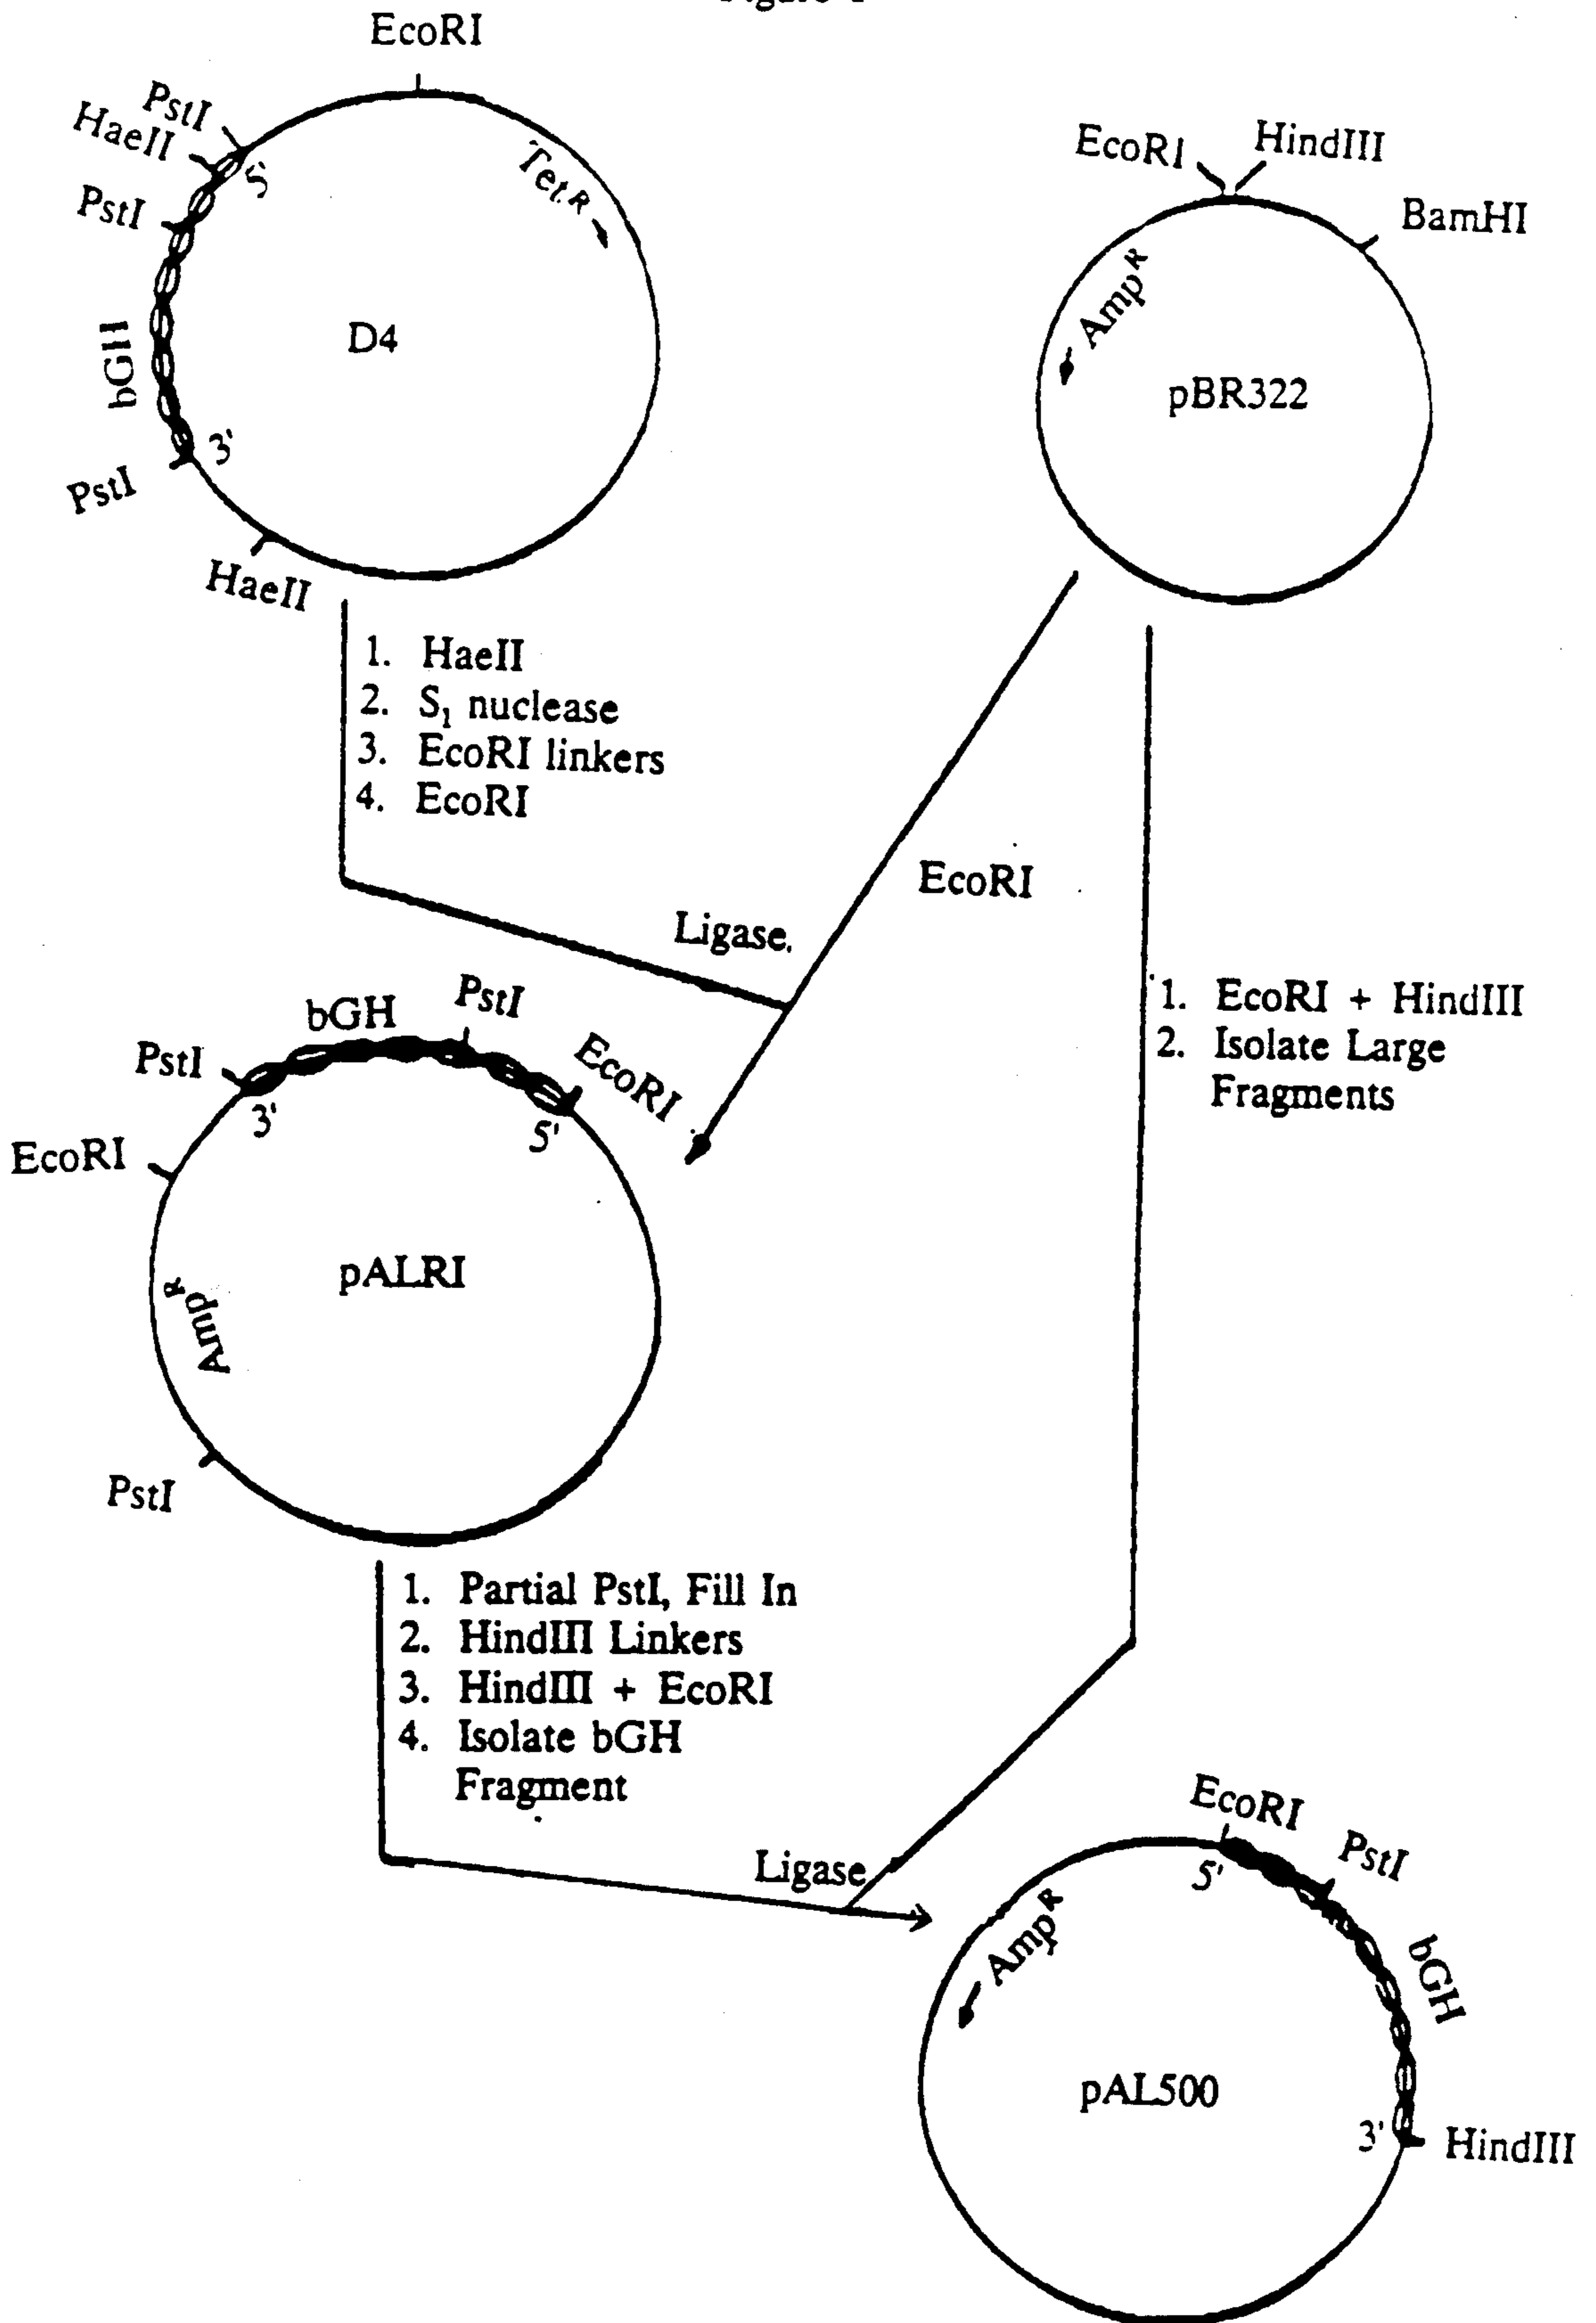 EcoRI
PstI
HaeII
5'
PstI
Tet.R
bGH
D4
3'
PstI
HaeII
EcoRI
HindIII
BamHI
AmpR
pBR322
1. HaeII
2. S1 nuclease
3. EcoRI linkers
4. EcoRI
EcoRI
Ligase.
1. EcoRI + HindIII
2. Isolate Large
Fragments
bGH
PstI
PstI
EcoRI
3'
5'
EcoRI
pALRI
AmpR
PstI
1. Partial PstI, Fill In
2. HindIII Linkers
3. HindIII + EcoRI
4. Isolate bGH
Fragment
Ligase
EcoRI
PstI
5'
AmpR
bGH
pAL500
3'
HindIII